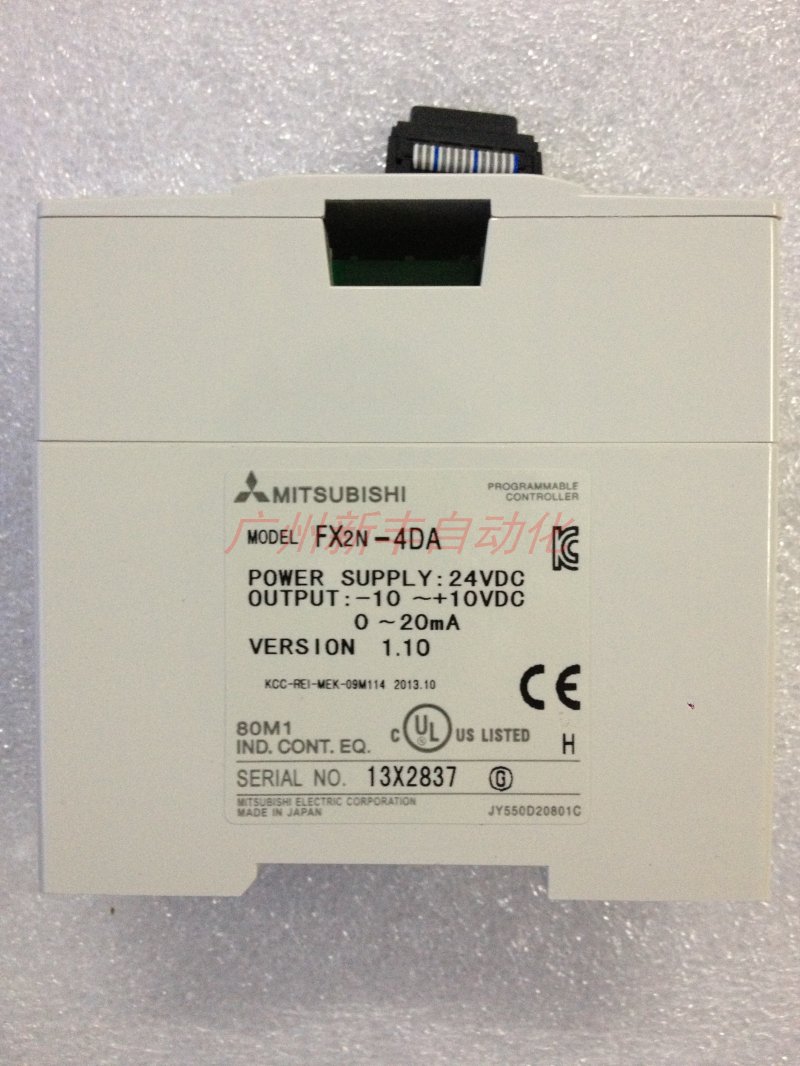 MITSUBISHI
PROGRAMMABLE
CONTROLLER
广州新丰自动化
MODEL FX2N-4DA
POWER SUPPLY:24VDC
OUTPUT:-10 ~+10VDC
0 ~20mA
VERSION 1.10
KCC-REI-MEK-09M114 2013.10
CE
80M1
IND. CONT. EQ.
C UL US LISTED
H
SERIAL NO. 13X2837 G
MITSUBISHI ELECTRIC CORPORATION
MADE IN JAPAN
JY550D20801C